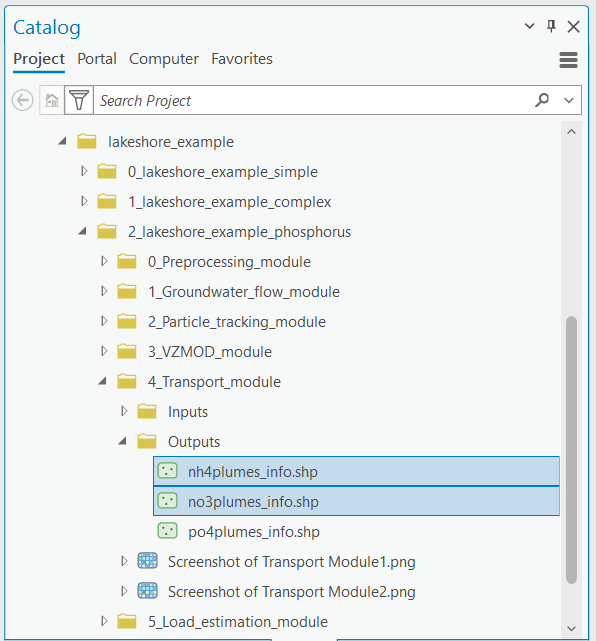 Catalog
Project Portal Computer Favorites
Search Project
lakeshore_example
0_lakeshore_example_simple
1_lakeshore_example_complex
2_lakeshore_example_phosphorus
0_Preprocessing_module
1_Groundwater_flow_module
2_Particle_tracking_module
3_VZMOD_module
4_Transport_module
Inputs
Outputs
nh4plumes_info.shp
no3plumes_info.shp
po4plumes_info.shp
Screenshot of Transport Module1.png
Screenshot of Transport Module2.png
5_Load_estimation_module